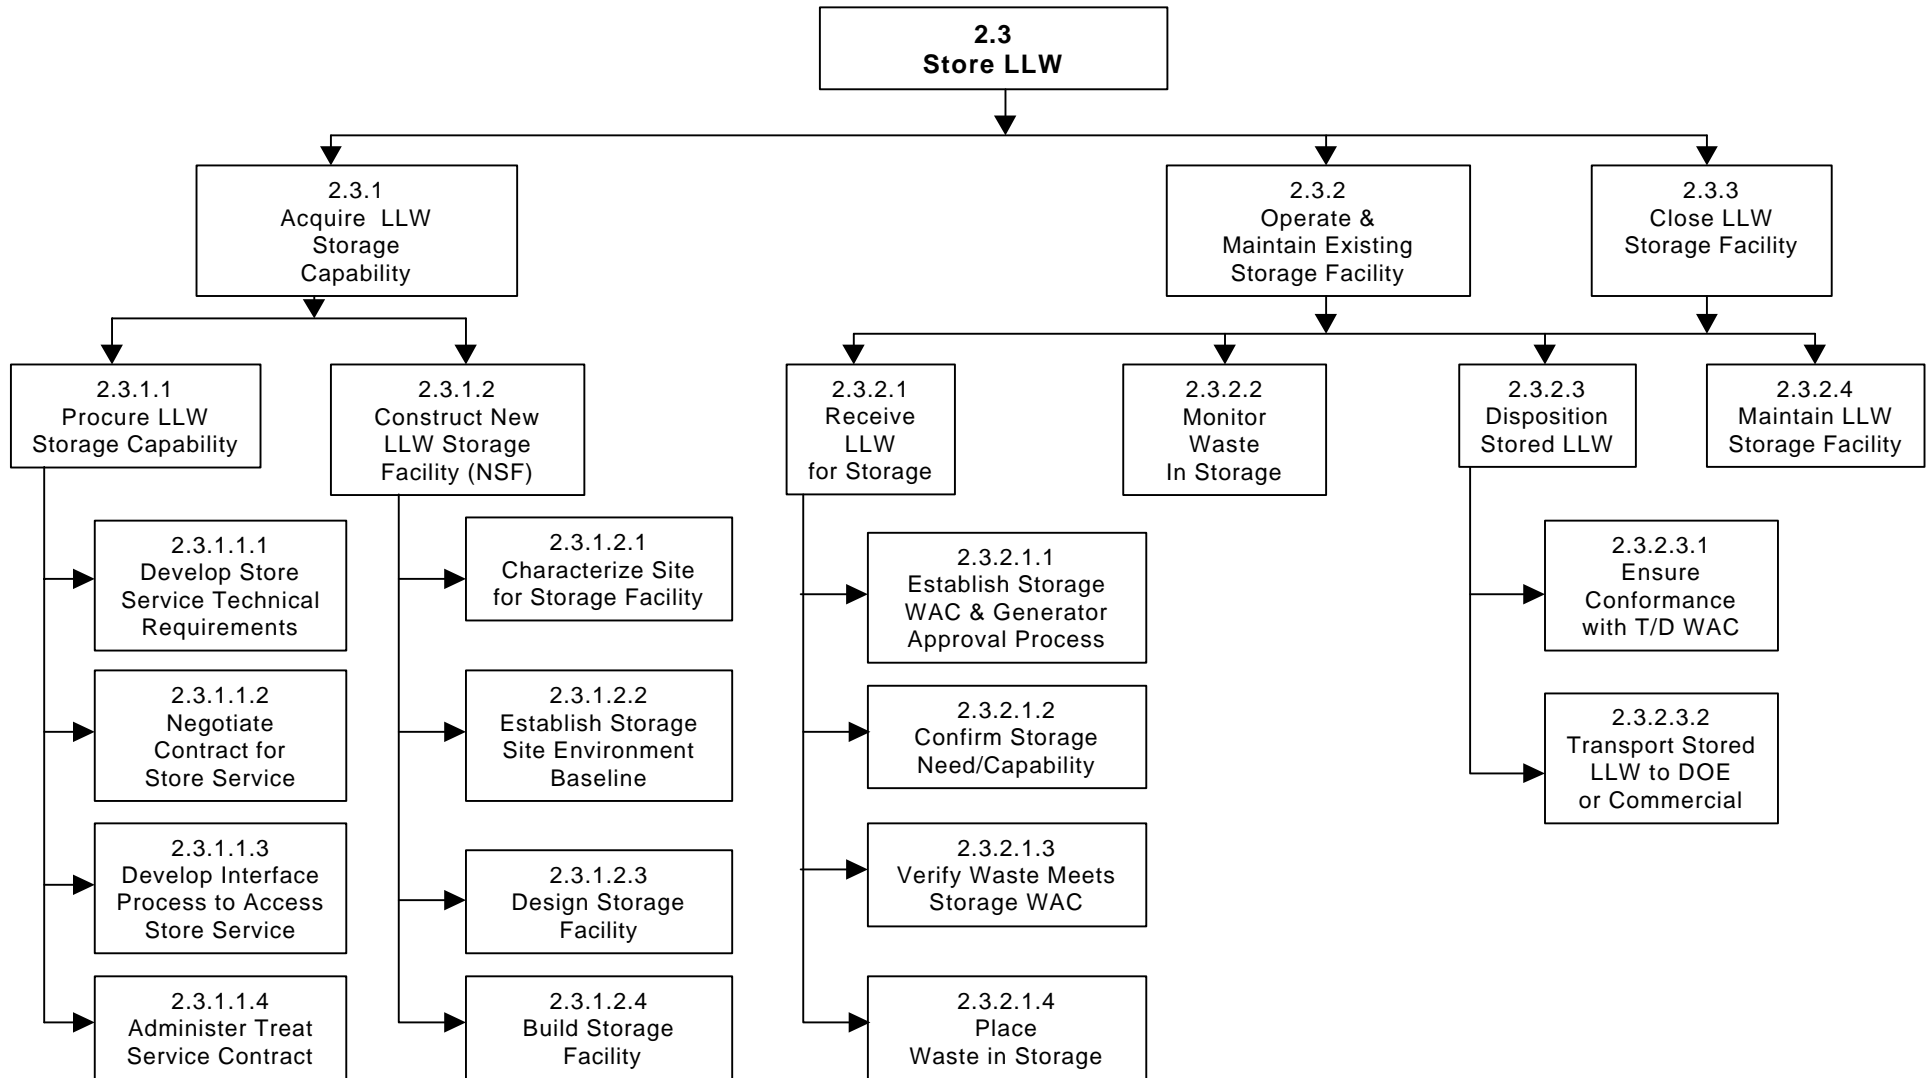 2.3
Store LLW
2.3.1
Acquire LLW
Storage
Capability
2.3.2
Operate &
Maintain Existing
Storage Facility
2.3.3
Close LLW
Storage Facility
2.3.1.1
Procure LLW
Storage Capability
2.3.1.2
Construct New
LLW Storage
Facility (NSF)
2.3.2.1
Receive
LLW
for Storage
2.3.2.2
Monitor
Waste
In Storage
2.3.2.3
Disposition
Stored LLW
2.3.2.4
Maintain LLW
Storage Facility
2.3.1.1.1
Develop Store
Service Technical
Requirements
2.3.1.1.2
Negotiate
Contract for
Store Service
2.3.1.1.3
Develop Interface
Process to Access
Store Service
2.3.1.1.4
Administer Treat
Service Contract
2.3.1.2.1
Characterize Site
for Storage Facility
2.3.1.2.2
Establish Storage
Site Environment
Baseline
2.3.1.2.3
Design Storage
Facility
2.3.1.2.4
Build Storage
Facility
2.3.2.1.1
Establish Storage
WAC & Generator
Approval Process
2.3.2.1.2
Confirm Storage
Need/Capability
2.3.2.1.3
Verify Waste Meets
Storage WAC
2.3.2.1.4
Place
Waste in Storage
2.3.2.3.1
Ensure
Conformance
with T/D WAC
2.3.2.3.2
Transport Stored
LLW to DOE
or Commercial